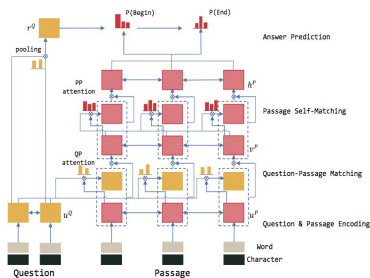 P(Begin)
P(End)
r^Q
Answer Prediction
pooling
PP
attention
h^P
Passage Self-Matching
v^P
QP
attention
Question-Passage Matching
u^Q
u^P
Question & Passage Encoding
Word
Character
Question
Passage